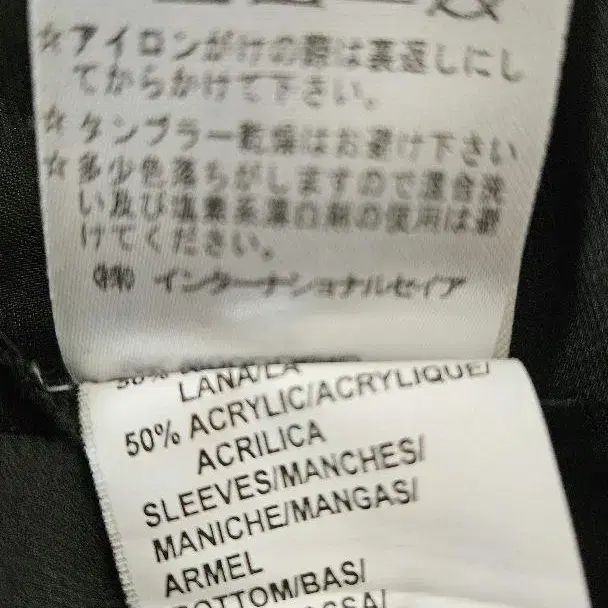 ☆アイロンがけの際は裏返しにし
てからかけて下さい。
☆タンブラー乾燥はお避け下さい
☆多少色落ちがしますので混合洗
い及び塩素系漂白剤の使用は避
けてください。
㈱ インターナショナルセイア
LANA/LA
50% ACRYLIC/ACRYLIQUE/
ACRILICA
SLEEVES/MANCHES/
MANICHE/MANGAS/
ARMEL
BOTTOM/BAS/